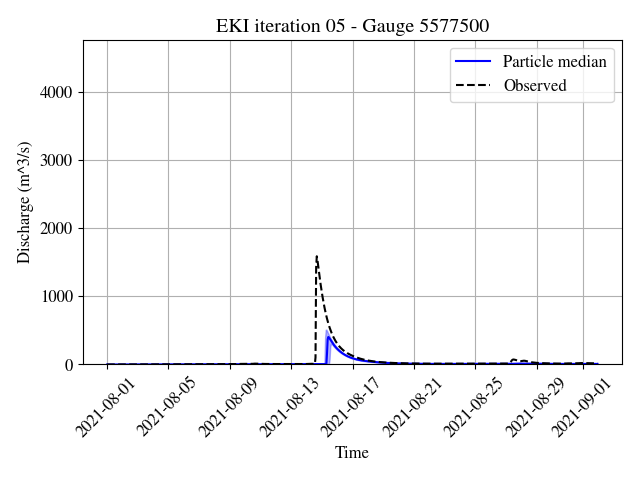 EKI iteration 05 - Gauge 5577500
Particle median
Observed
Discharge (m^3/s)
4000
3000
2000
1000
0
2021-08-01
2021-08-05
2021-08-09
2021-08-13
2021-08-17
2021-08-21
2021-08-25
2021-08-29
2021-09-01
Time